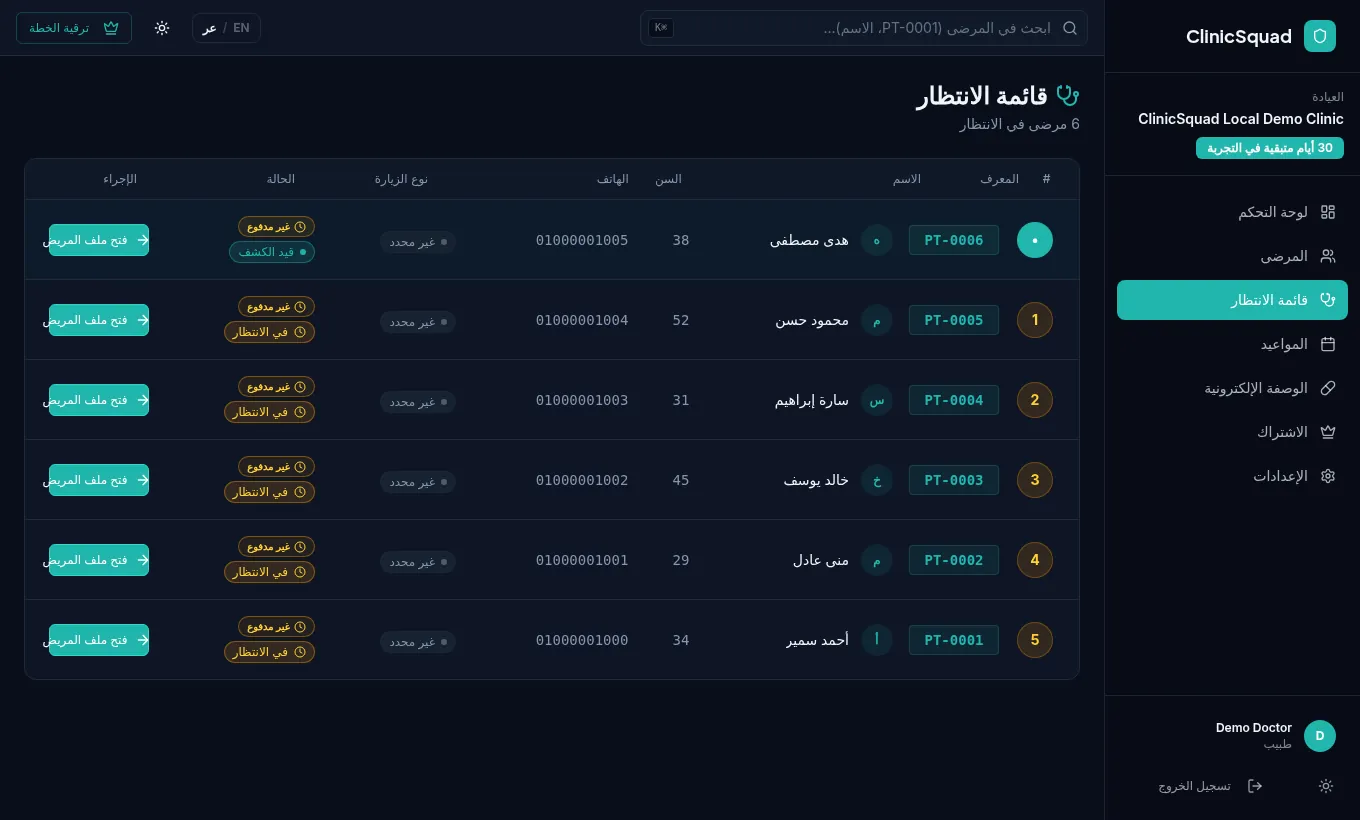 ClinicSquad
العيادة
ClinicSquad Local Demo Clinic
30 أيام متبقية في التجربة
لوحة التحكم
المرضى
قائمة الانتظار
المواعيد
الوصفة الإلكترونية
الاشتراك
الإعدادات
Demo Doctor
طبيب
D
تسجيل الخروج
ابحث في المرضى (PT-0001، الاسم)...
⌘K
EN / عر
ترقية الخطة
قائمة الانتظار
6 مرضى في الانتظار
# المعرف الاسم السن الهاتف نوع الزيارة الحالة الإجراء
• PT-0006 ه هدى مصطفى 38 01000001005 غير محدد غير مدفوع قيد الكشف فتح ملف المريض
1 PT-0005 م محمود حسن 52 01000001004 غير محدد غير مدفوع في الانتظار فتح ملف المريض
2 PT-0004 س سارة إبراهيم 31 01000001003 غير محدد غير مدفوع في الانتظار فتح ملف المريض
3 PT-0003 خ خالد يوسف 45 01000001002 غير محدد غير مدفوع في الانتظار فتح ملف المريض
4 PT-0002 م منى عادل 29 01000001001 غير محدد غير مدفوع في الانتظار فتح ملف المريض
5 PT-0001 أ أحمد سمير 34 01000001000 غير محدد غير مدفوع في الانتظار فتح ملف المريض